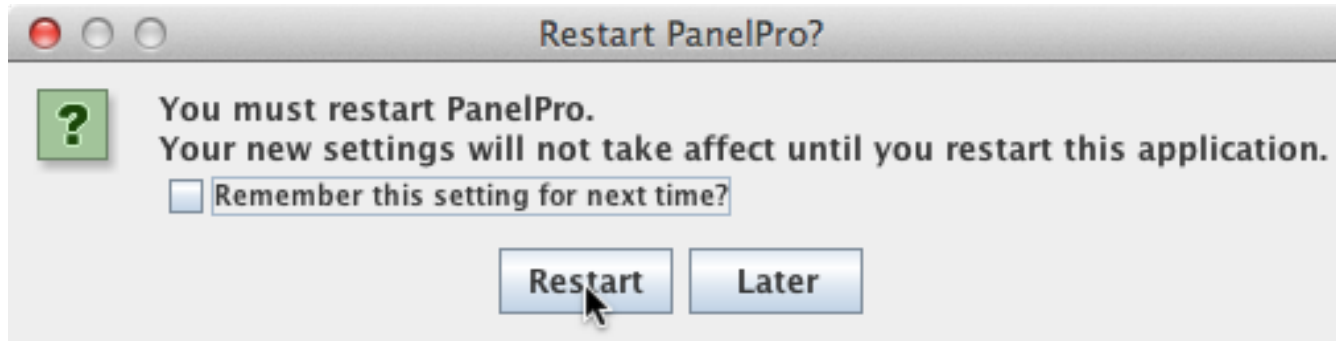 Restart PanelPro?
?
You must restart PanelPro.
Your new settings will not take affect until you restart this application.
Remember this setting for next time?
Restart
Later